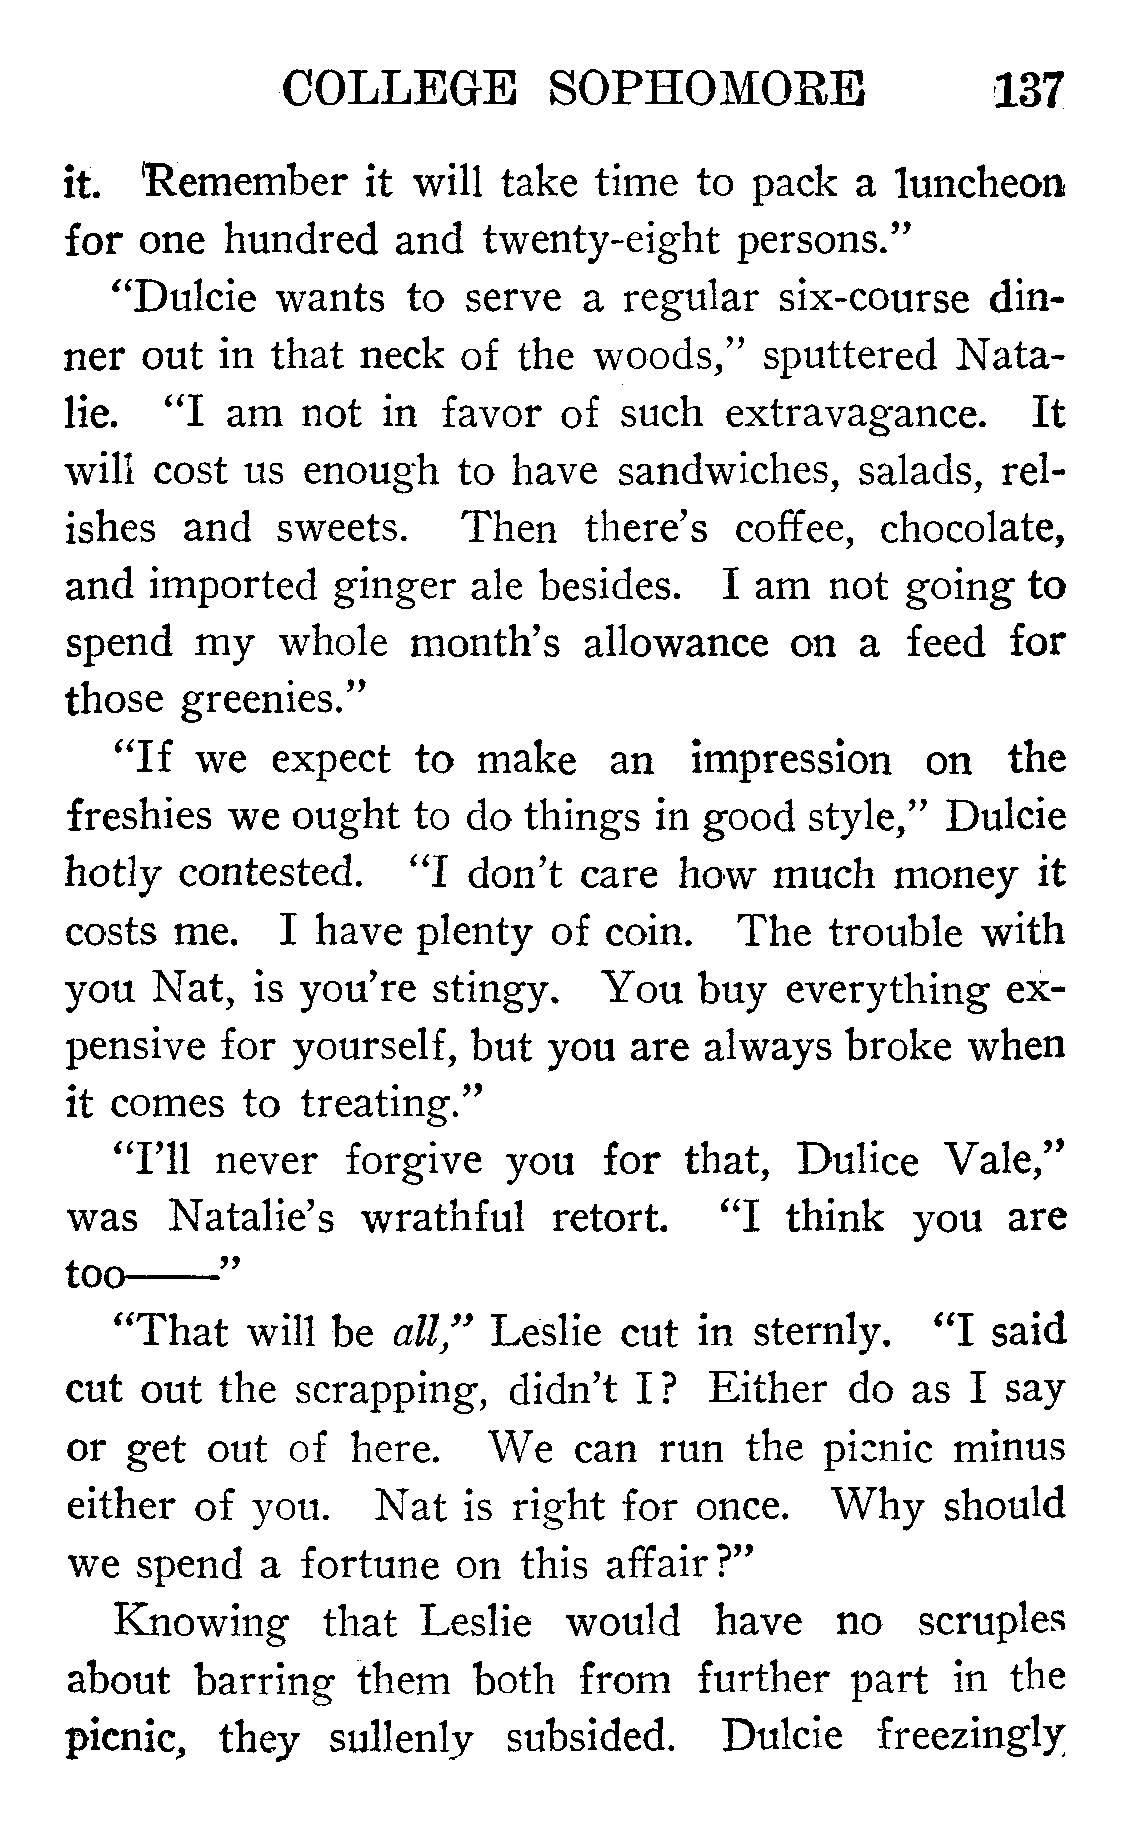 COLLEGE SOPHOMORE 137
it. Remember it will take time to pack a luncheon
for one hundred and twenty-eight persons.”
“Dulcie wants to serve a regular six-course din-
ner out in that neck of the woods,” sputtered Nata-
lie. “I am not in favor of such extravagance. It
will cost us enough to have sandwiches, salads, rel-
ishes and sweets. Then there’s coffee, chocolate,
and imported ginger ale besides. I am not going to
spend my whole month’s allowance on a feed for
those greenies.”
“If we expect to make an impression on the
freshies we ought to do things in good style,” Dulcie
hotly contested. “I don’t care how much money it
costs me. I have plenty of coin. The trouble with
you Nat, is you’re stingy. You buy everything ex-
pensive for yourself, but you are always broke when
it comes to treating.”
“I’ll never forgive you for that, Dulice Vale,”
was Natalie’s wrathful retort. “I think you are
too——”
“That will be all,” Leslie cut in sternly. “I said
cut out the scrapping, didn’t I? Either do as I say
or get out of here. We can run the picnic minus
either of you. Nat is right for once. Why should
we spend a fortune on this affair?”
Knowing that Leslie would have no scruples
about barring them both from further part in the
picnic, they sullenly subsided. Dulcie freezingly